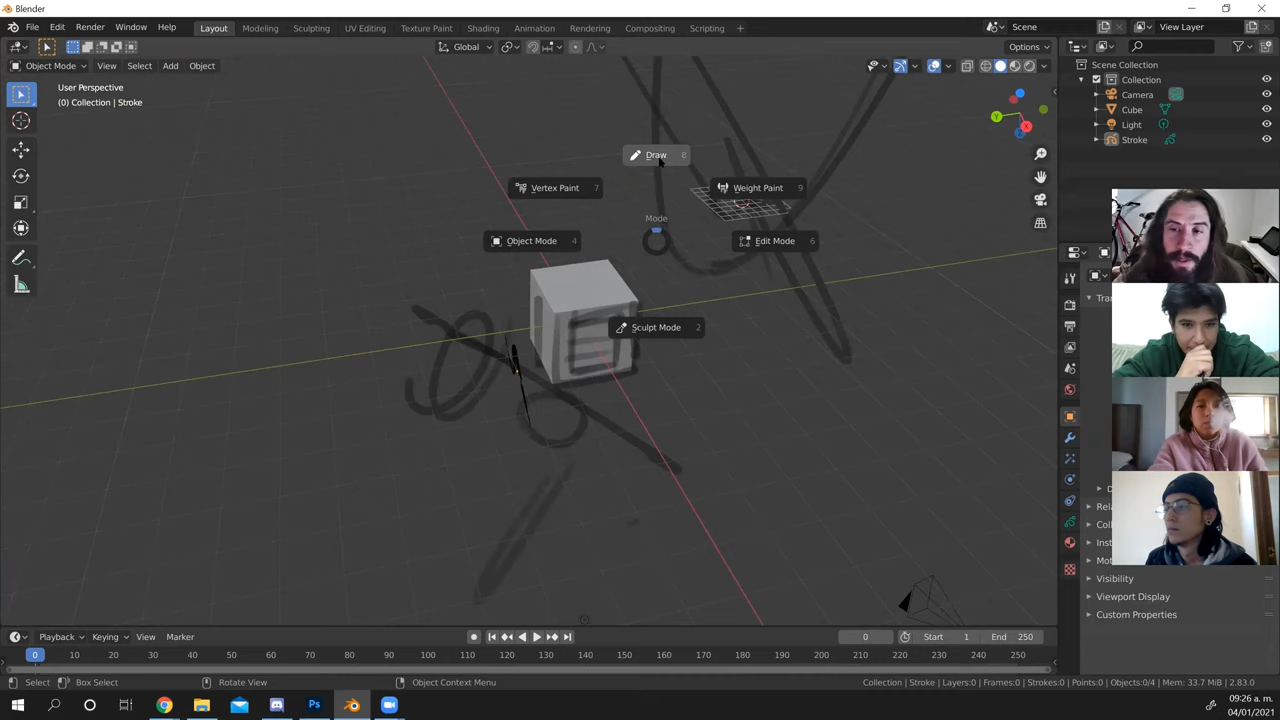 Blender
File Edit Render Window Help
Layout Modeling Sculpting UV Editing Texture Paint Shading Animation Rendering Compositing Scripting +
Scene View Layer
Global Options
Object Mode View Select Add Object
User Perspective
(0) Collection | Stroke
Scene Collection
Collection
Camera
Cube
Light
Stroke
Z
Y
X
Draw 8
Vertex Paint 7
Weight Paint 9
Mode
Object Mode 4
Edit Mode 6
Sculpt Mode 2
Tran
D
Rela
Coll
Inst
Mot
Visibility
Viewport Display
Custom Properties
Playback Keying View Marker
0 Start 1 End 250
0 10 20 30 40 50 60 70 80 90 100 110 120 130 140 150 160 170 180 190 200 210 220 230 240 250
Select Box Select Rotate View Object Context Menu
Collection | Stroke | Layers:0 | Frames:0 | Strokes:0 | Points:0 | Objects:0/4 | Mem: 33.7 MiB | 2.83.0
Ps
09:26 a. m.
04/01/2021